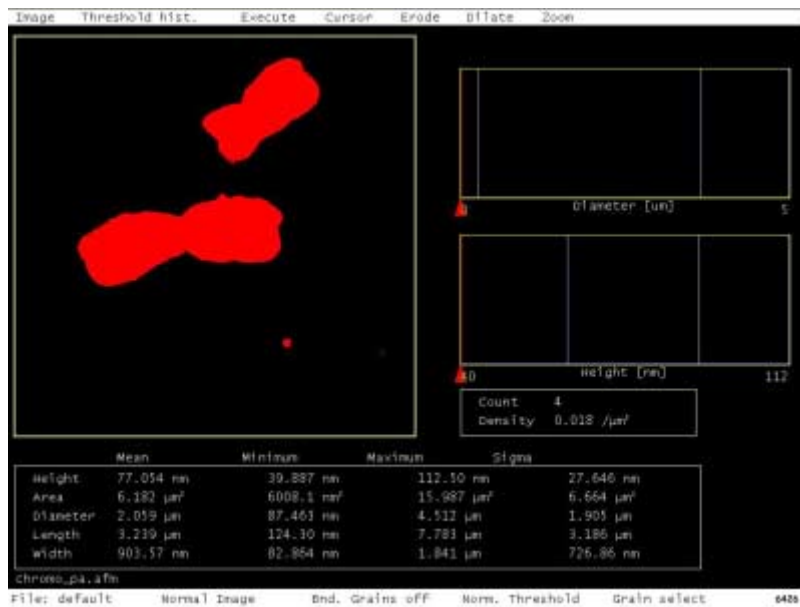 Image Threshold hist. Execute Cursor Erode Dilate Zoom
0 Diameter [um] 5
40 Height [nm] 112
Count 4
Density 0.018 /µm²
Mean Minimum Maximum Sigma
Height 77.054 nm 39.887 nm 112.50 nm 27.646 nm
Area 6.182 µm² 6008.1 nm² 15.987 µm² 6.664 µm²
Diameter 2.059 µm 87.463 nm 4.512 µm 1.905 µm
Length 3.239 µm 124.30 nm 7.783 µm 3.186 µm
Width 903.57 nm 82.864 nm 1.841 µm 726.86 nm
chromo_pa.afm
File: default Normal Image Bnd. Grains off Norm. Threshold Grain select 6426